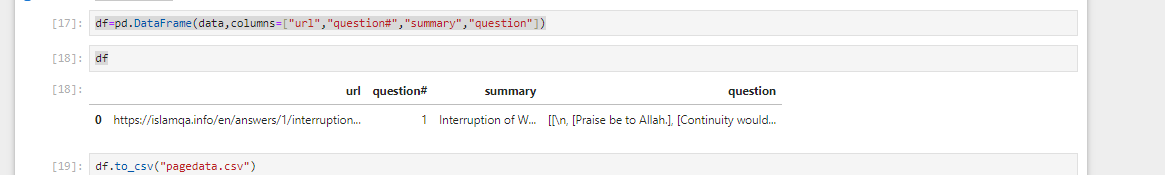 [17]: df=pd.DataFrame(data,columns=["url","question#","summary","question"])
[18]: df
[18]:
url question# summary question
0 https://islamqa.info/en/answers/1/interruption... 1 Interruption of W... [[\n, [Praise be to Allah.], [Continuity would...
[19]: df.to_csv("pagedata.csv")